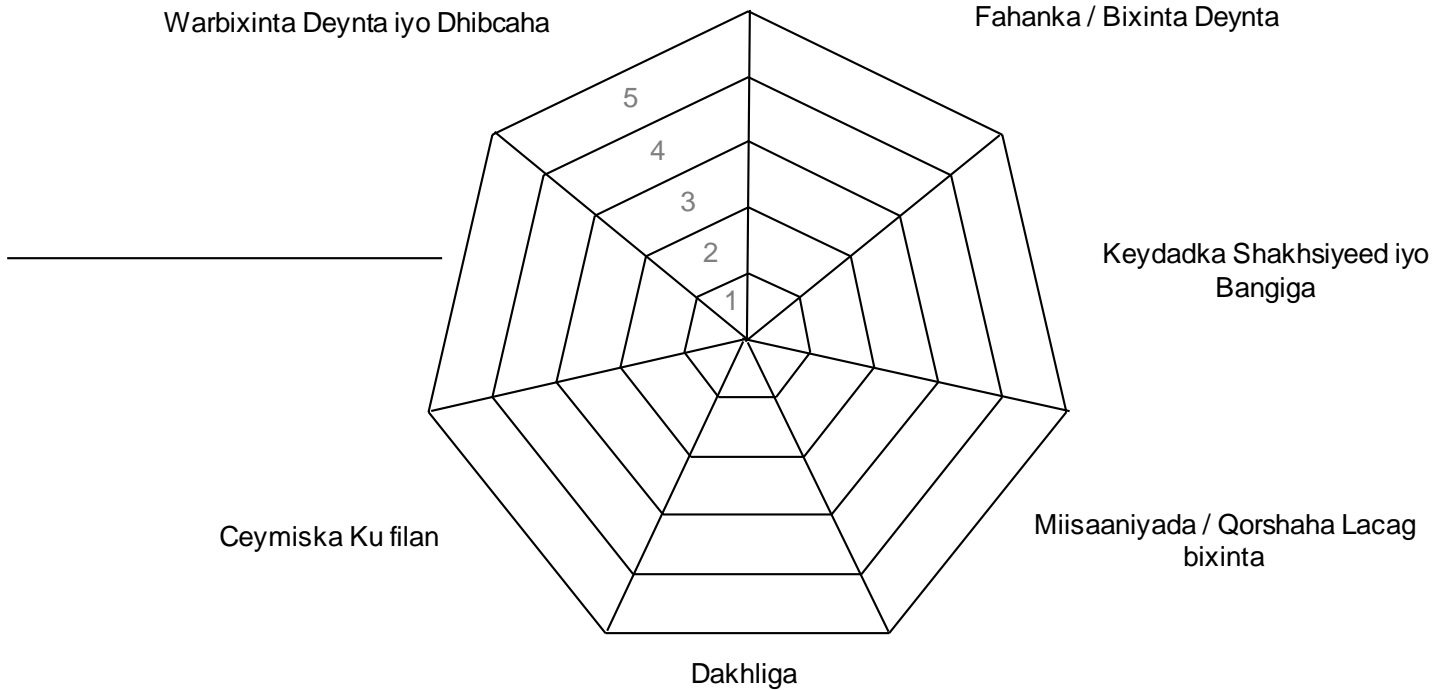 Warbixinta Deynta iyo Dhibcaha
Fahanka / Bixinta Deynta
5
4
3
2
1
Keydadka Shakhsiyeed iyo
Bangiga
Ceymiska Ku filan
Miisaaniyada / Qorshaha Lacag
bixinta
Dakhliga